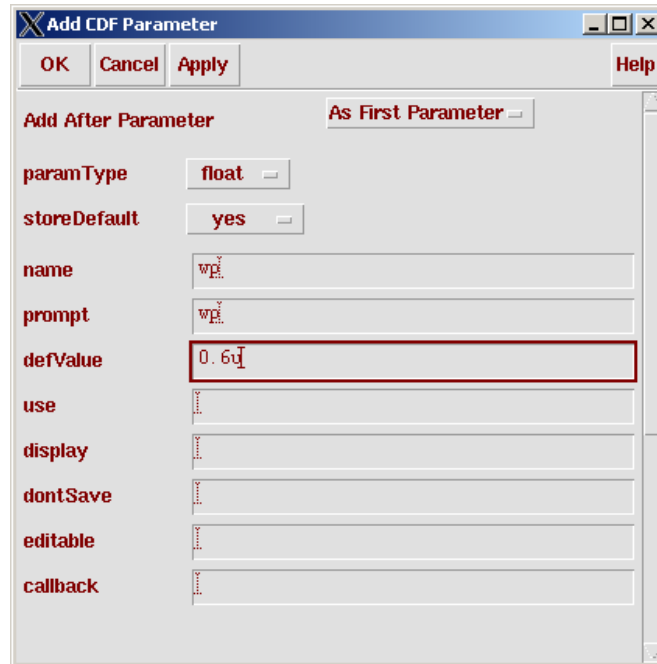 Add CDF Parameter
OK Cancel Apply Help
Add After Parameter As First Parameter
paramType float
storeDefault yes
name wp
prompt wp
defValue 0.6u
use
display
dontSave
editable
callback